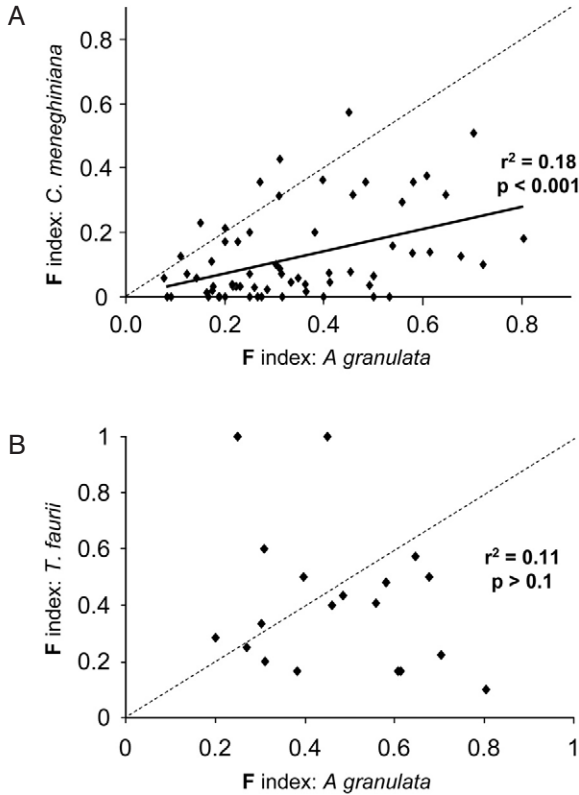 A
F index: C. meneghiniana
0.8
0.6
0.4
0.2
0
r² = 0.18
p < 0.001
0.0 0.2 0.4 0.6 0.8
F index: A granulata
B
F index: T. faurii
1
0.8
0.6
0.4
0.2
0
r² = 0.11
p > 0.1
0 0.2 0.4 0.6 0.8 1
F index: A granulata